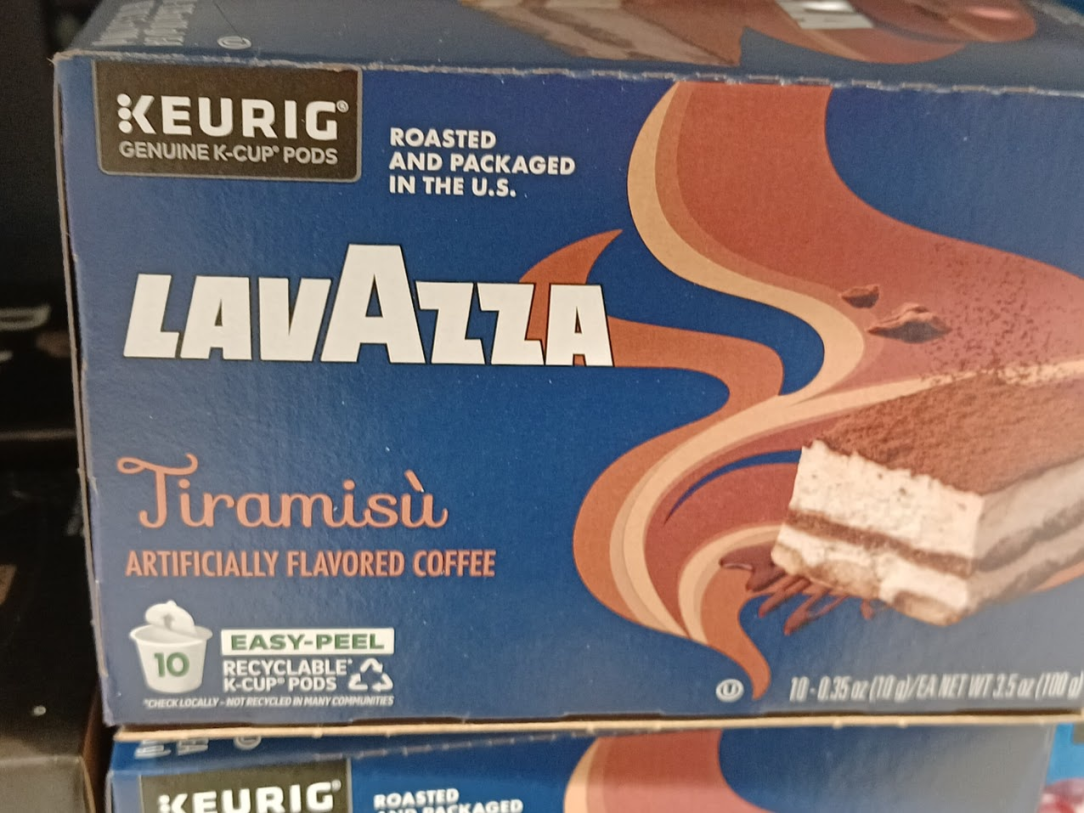 KEURIG®
GENUINE K-CUP® PODS
ROASTED
AND PACKAGED
IN THE U.S.
LAVAZZA
Tiramisù
ARTIFICIALLY FLAVORED COFFEE
10
EASY-PEEL
RECYCLABLE*
K-CUP® PODS
*CHECK LOCALLY - NOT RECYCLED IN MANY COMMUNITIES
U
10 - 0.35 oz (10 g)/EA NET WT 3.5 oz (100 g)
KEURIG®
ROASTED
AND PACKAGED